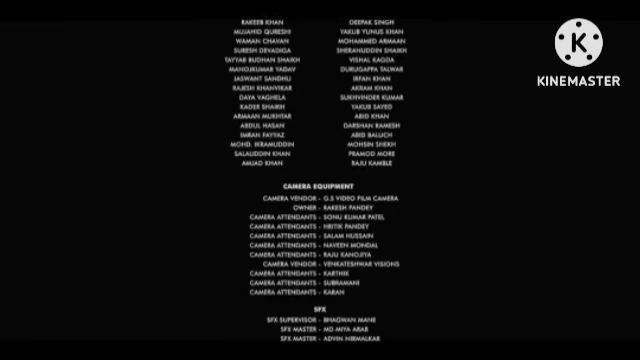 RAKEEB KHAN DEEPAK SINGH
MUJAHID QURESHI YAKUB YUNUS KHAN
WAMAN CHAVAN MOHAMMED ARMAAN
SURESH DEVADIGA SHERANUDDIN SHAIKH
TAYYAB BUDHAN SHAIKH VISHAL KAGDA
MANOJKUMAR YADAV DURUGAPPA TALWAR
JASWANT SANDHU IRFAN KHAN
RAJESH KHANVIKAR AKRAM KHAN
DAYA VAGHELA SUKHVINDER KUMAR
KADER SHAIKH YAKUB SAYED
ARMAAN MUKHTAR ABID KHAN
ABDUL HASAN DARSHAN RAMESH
IMRAN FAYYAZ ABID BALUCH
MOHD. IKRAMUDDIN MOHSIN SHEKH
SALAUDDIN KHAN PRAMOD MORE
AMJAD KHAN RAJU KAMBLE
K
KINEMASTER
CAMERA EQUIPMENT
CAMERA VENDOR - G.S VIDEO FILM CAMERA
OWNER - RAKESH PANDEY
CAMERA ATTENDANTS - SONU KUMAR PATEL
CAMERA ATTENDANTS - HRITIK PANDEY
CAMERA ATTENDANTS - SALAM HUSSAIN
CAMERA ATTENDANTS - NAVEEN MONDAL
CAMERA ATTENDANTS - RAJU KANOJIYA
CAMERA VENDOR - VENKATESHWAR VISIONS
CAMERA ATTENDANTS - KARTHIK
CAMERA ATTENDANTS - SUBRAMANI
CAMERA ATTENDANTS - KARAN
SFX
SFX SUPERVISOR - BHAGWAN MANE
SFX MASTER - MD MIYA ARAB
SFX MASTER - ADVIN NIRMALKAR